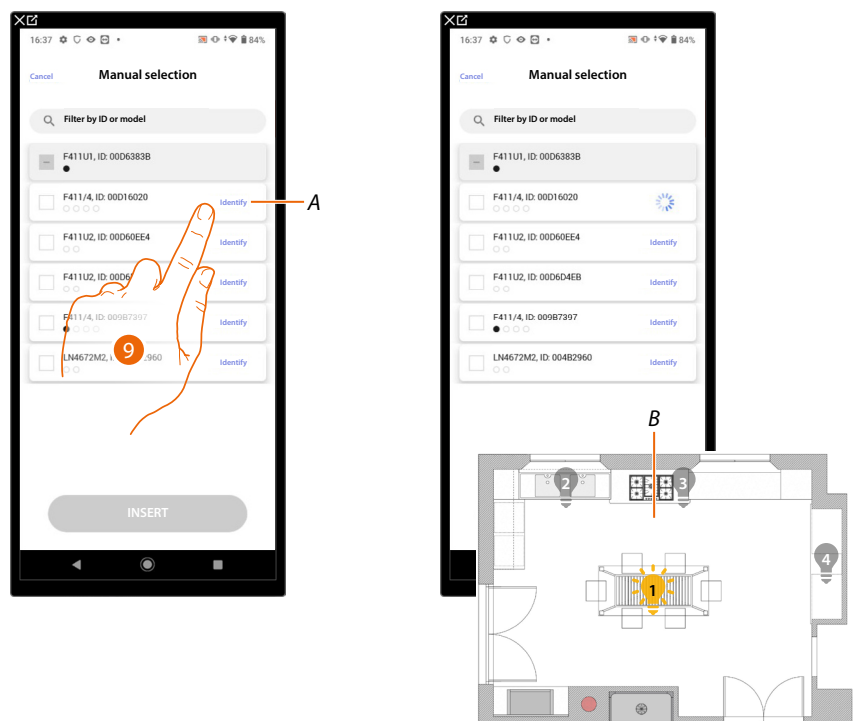 16:37
84%
Cancel
Manual selection
Filter by ID or model
F411U1, ID: 00D6383B
F411/4, ID: 00D16020
Identify
A
F411U2, ID: 00D60EE4
Identify
F411U2, ID: 00D6
Identify
F411/4, ID: 009B7397
Identify
9
LN4672M2, 2960
Identify
INSERT
16:37
84%
Cancel
Manual selection
Filter by ID or model
F411U1, ID: 00D6383B
F411/4, ID: 00D16020
F411U2, ID: 00D60EE4
Identify
F411U2, ID: 00D6D4EB
Identify
F411/4, ID: 009B7397
Identify
LN4672M2, ID: 004B2960
Identify
B
2
3
4
1